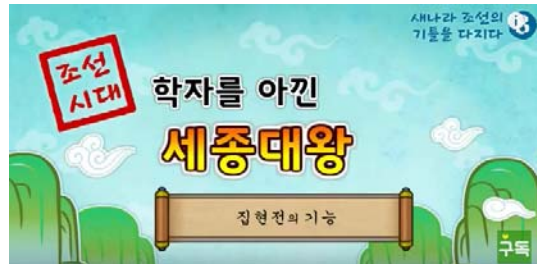 새나라 조선의
기틀을 다지다
조선
시대
학자를 아낀
세종대왕
집현전의 기능
구독